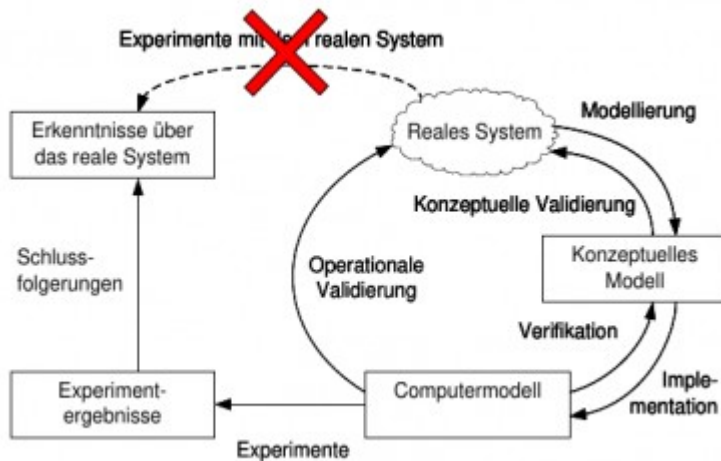 Experimente mit dem realen System
Erkenntnisse über
das reale System
Reales System
Modellierung
Konzeptuelle Validierung
Schluss-
folgerungen
Operationale
Validierung
Konzeptuelles
Modell
Verifikation
Experiment-
ergebnisse
Computermodell
Imple-
mentation
Experimente